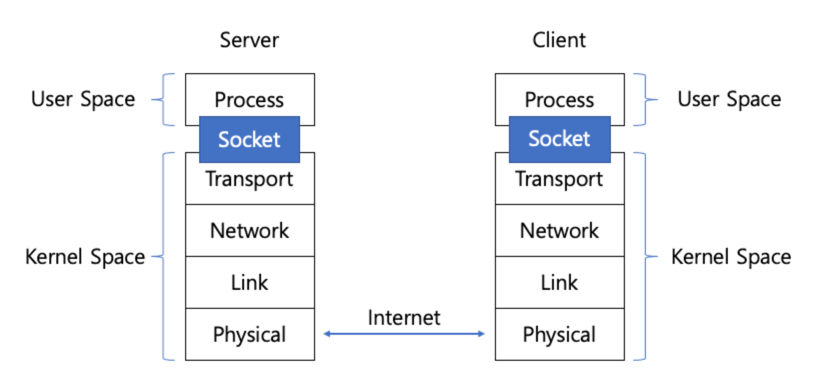 Server
Client
User Space
Process
Process
User Space
Socket
Socket
Transport
Transport
Network
Network
Kernel Space
Kernel Space
Link
Link
Internet
Physical
Physical